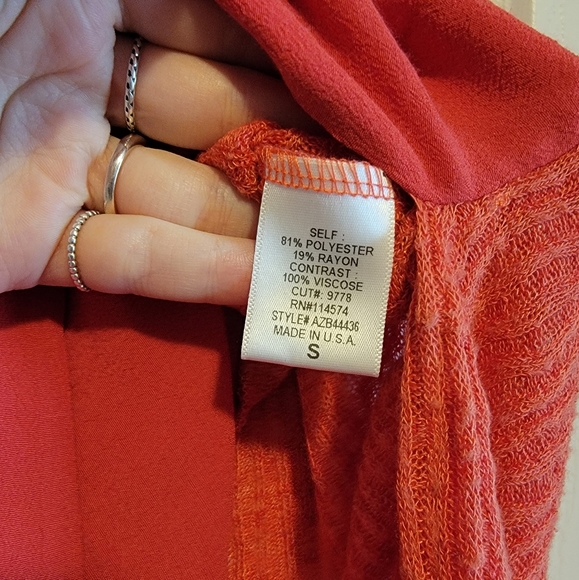 SELF :
81% POLYESTER
19% RAYON
CONTRAST :
100% VISCOSE
CUT#: 9778
RN#114574
STYLE# AZB44436
MADE IN U.S.A.
S